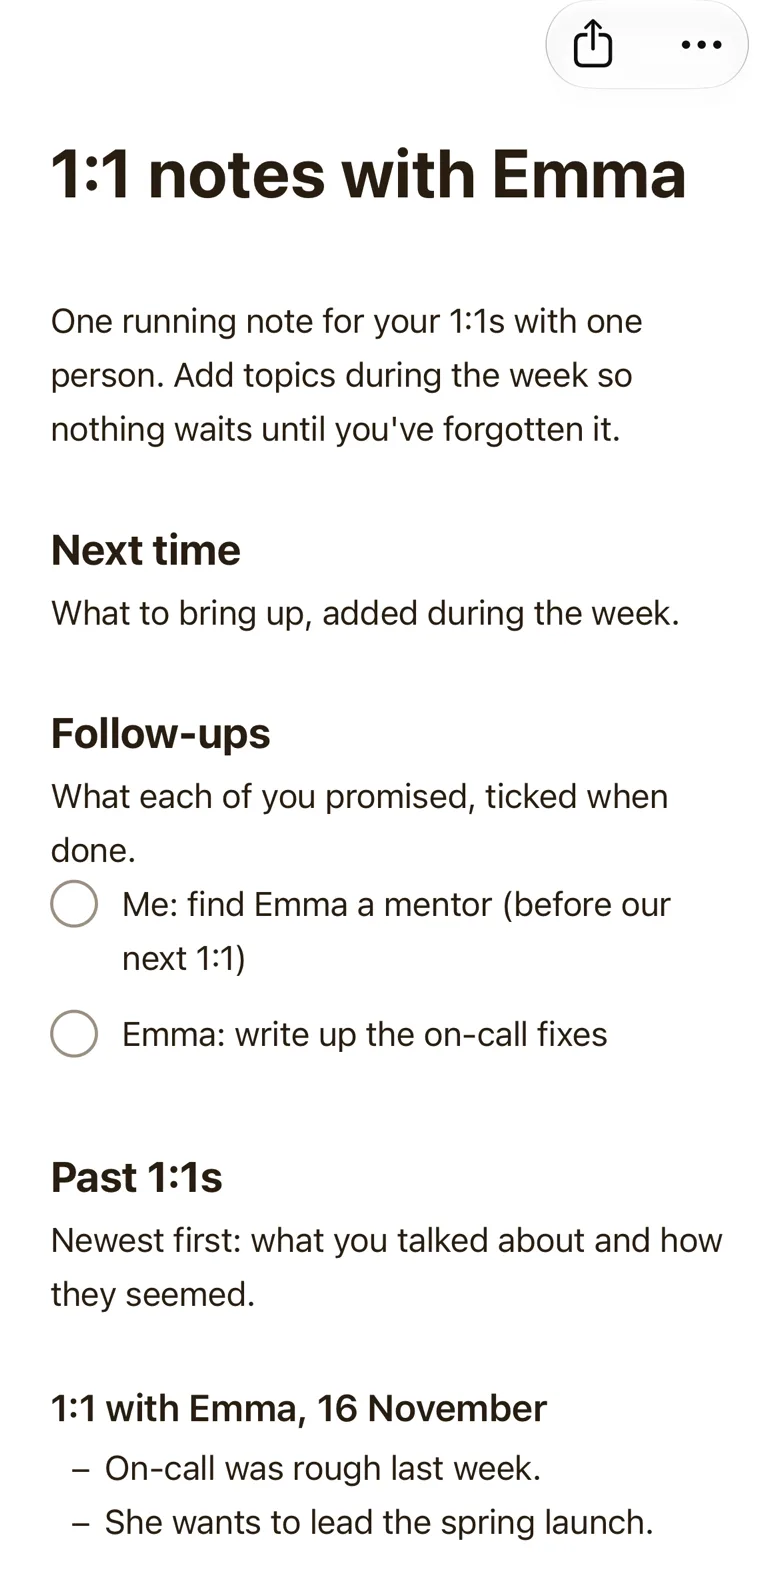 1:1 notes with Emma
One running note for your 1:1s with one
person. Add topics during the week so
nothing waits until you've forgotten it.
Next time
What to bring up, added during the week.
Follow-ups
What each of you promised, ticked when
done.
Me: find Emma a mentor (before our
next 1:1)
Emma: write up the on-call fixes
Past 1:1s
Newest first: what you talked about and how
they seemed.
1:1 with Emma, 16 November
– On-call was rough last week.
– She wants to lead the spring launch.